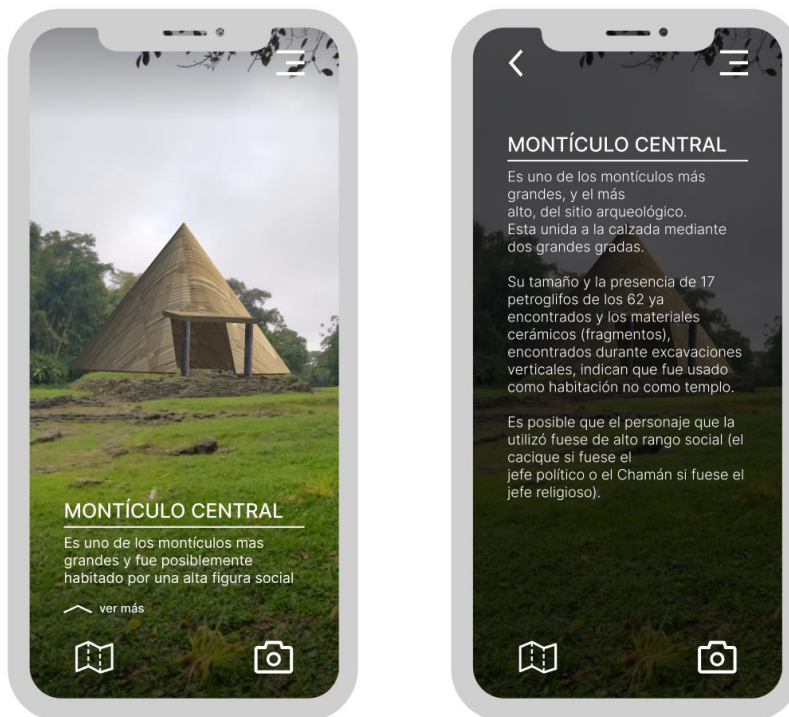 MONTÍCULO CENTRAL
Es uno de los montículos mas
grandes y fue posiblemente
habitado por una alta figura social
ver más
MONTÍCULO CENTRAL
Es uno de los montículos más
grandes, y el más
alto, del sitio arqueológico.
Esta unida a la calzada mediante
dos grandes gradas.
Su tamaño y la presencia de 17
petroglifos de los 62 ya
encontrados y los materiales
cerámicos (fragmentos),
encontrados durante excavaciones
verticales, indican que fue usado
como habitación no como templo.
Es posible que el personaje que la
utilizó fuese de alto rango social (el
cacique si fuese el
jefe político o el Chamán si fuese el
jefe religioso).